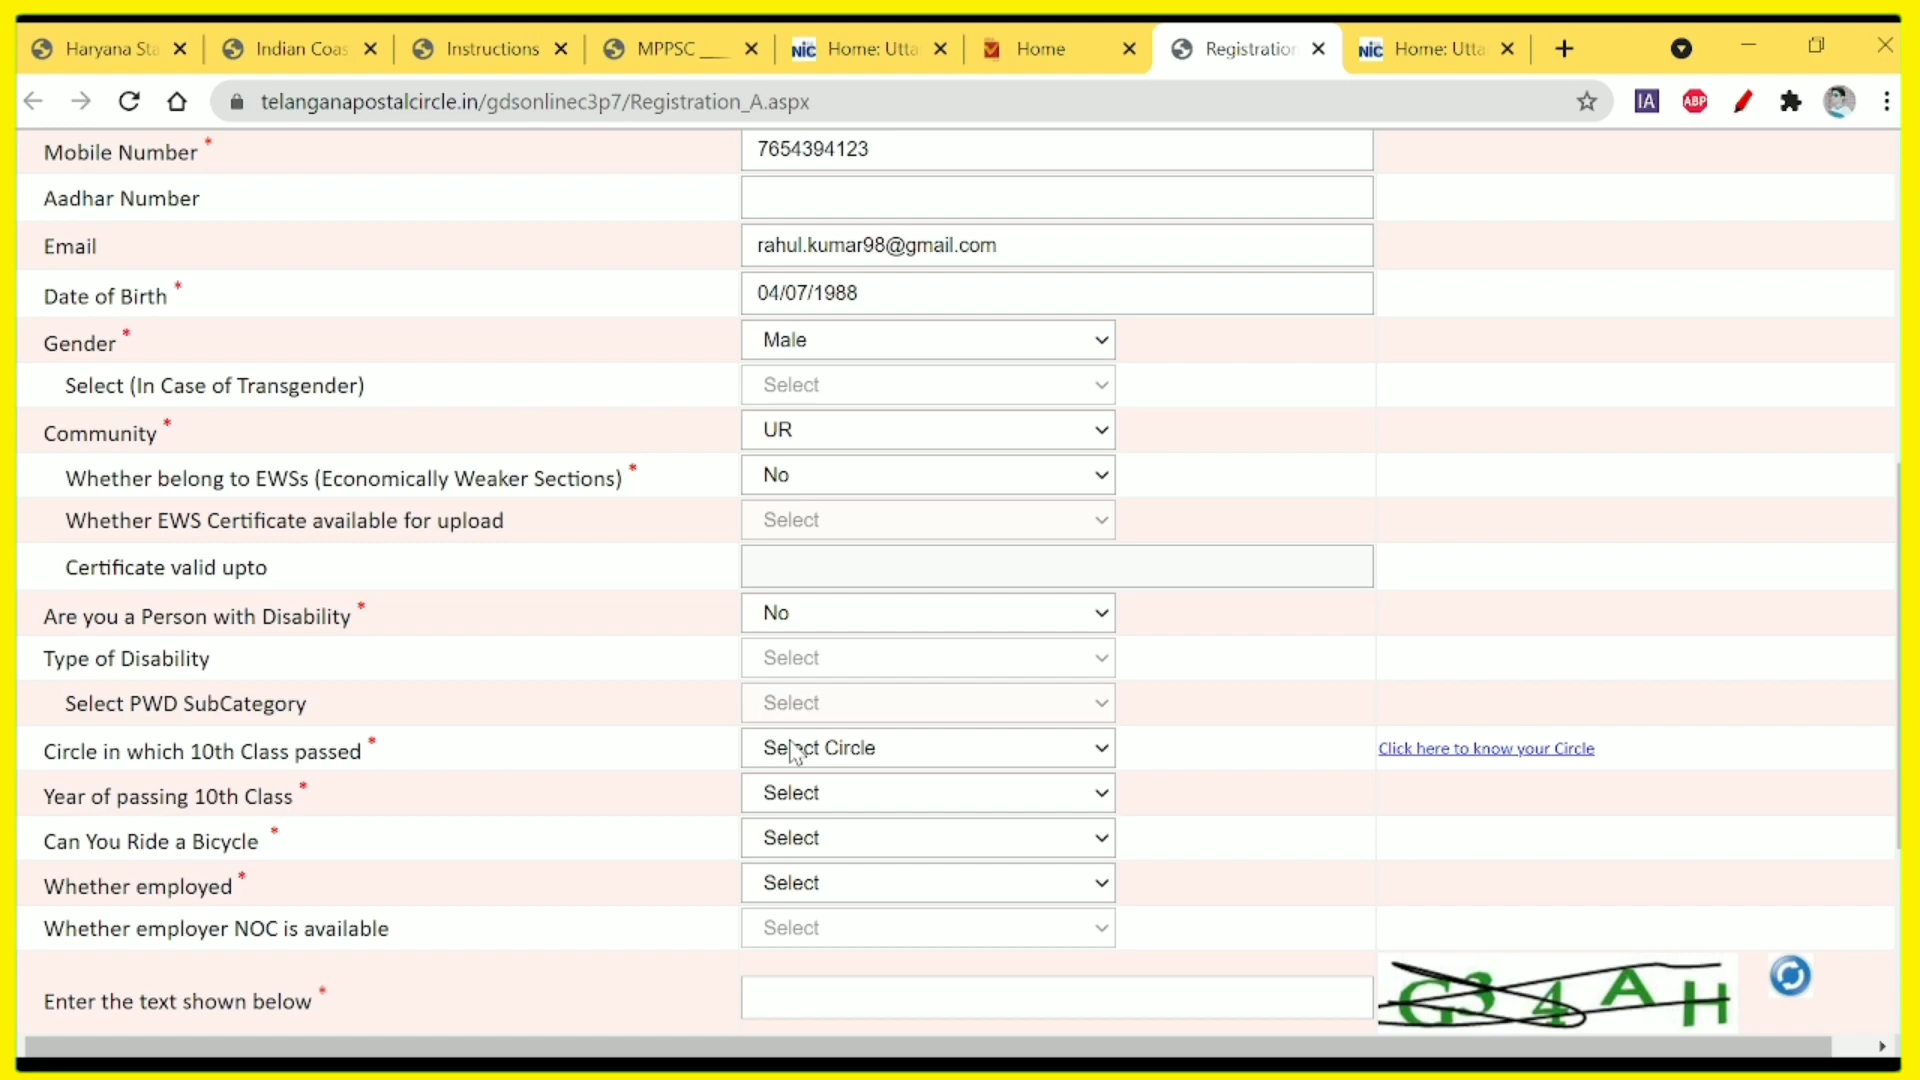 Haryana Sta
Indian Coas
Instructions
MPPSC ___
NIC Home: Utta
Home
Registration
NIC Home: Utta
telanganapostalcircle.in/gdsonlinec3p7/Registration_A.aspx
IA
ABP
Mobile Number * 7654394123
Aadhar Number
Email rahul.kumar98@gmail.com
Date of Birth * 04/07/1988
Gender * Male
Select (In Case of Transgender) Select
Community * UR
Whether belong to EWSs (Economically Weaker Sections) * No
Whether EWS Certificate available for upload Select
Certificate valid upto
Are you a Person with Disability * No
Type of Disability Select
Select PWD SubCategory Select
Circle in which 10th Class passed * Select Circle Click here to know your Circle
Year of passing 10th Class * Select
Can You Ride a Bicycle * Select
Whether employed * Select
Whether employer NOC is available Select
Enter the text shown below * G34AH